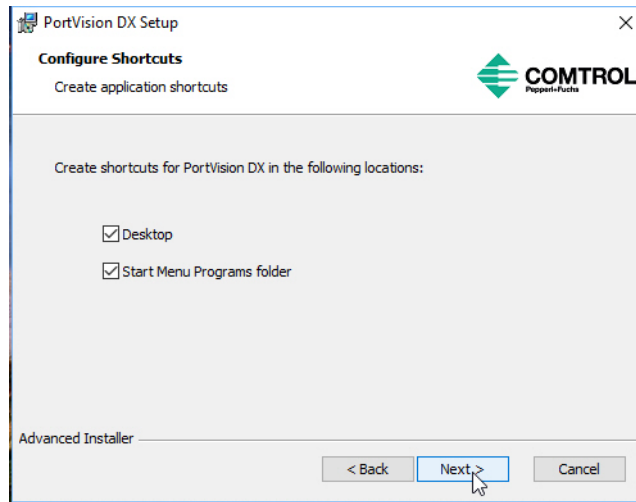 PortVision DX Setup
Configure Shortcuts
Create application shortcuts
COMTROL
Pepperl+Fuchs
Create shortcuts for PortVision DX in the following locations:
Desktop
Start Menu Programs folder
Advanced Installer
< Back Next > Cancel